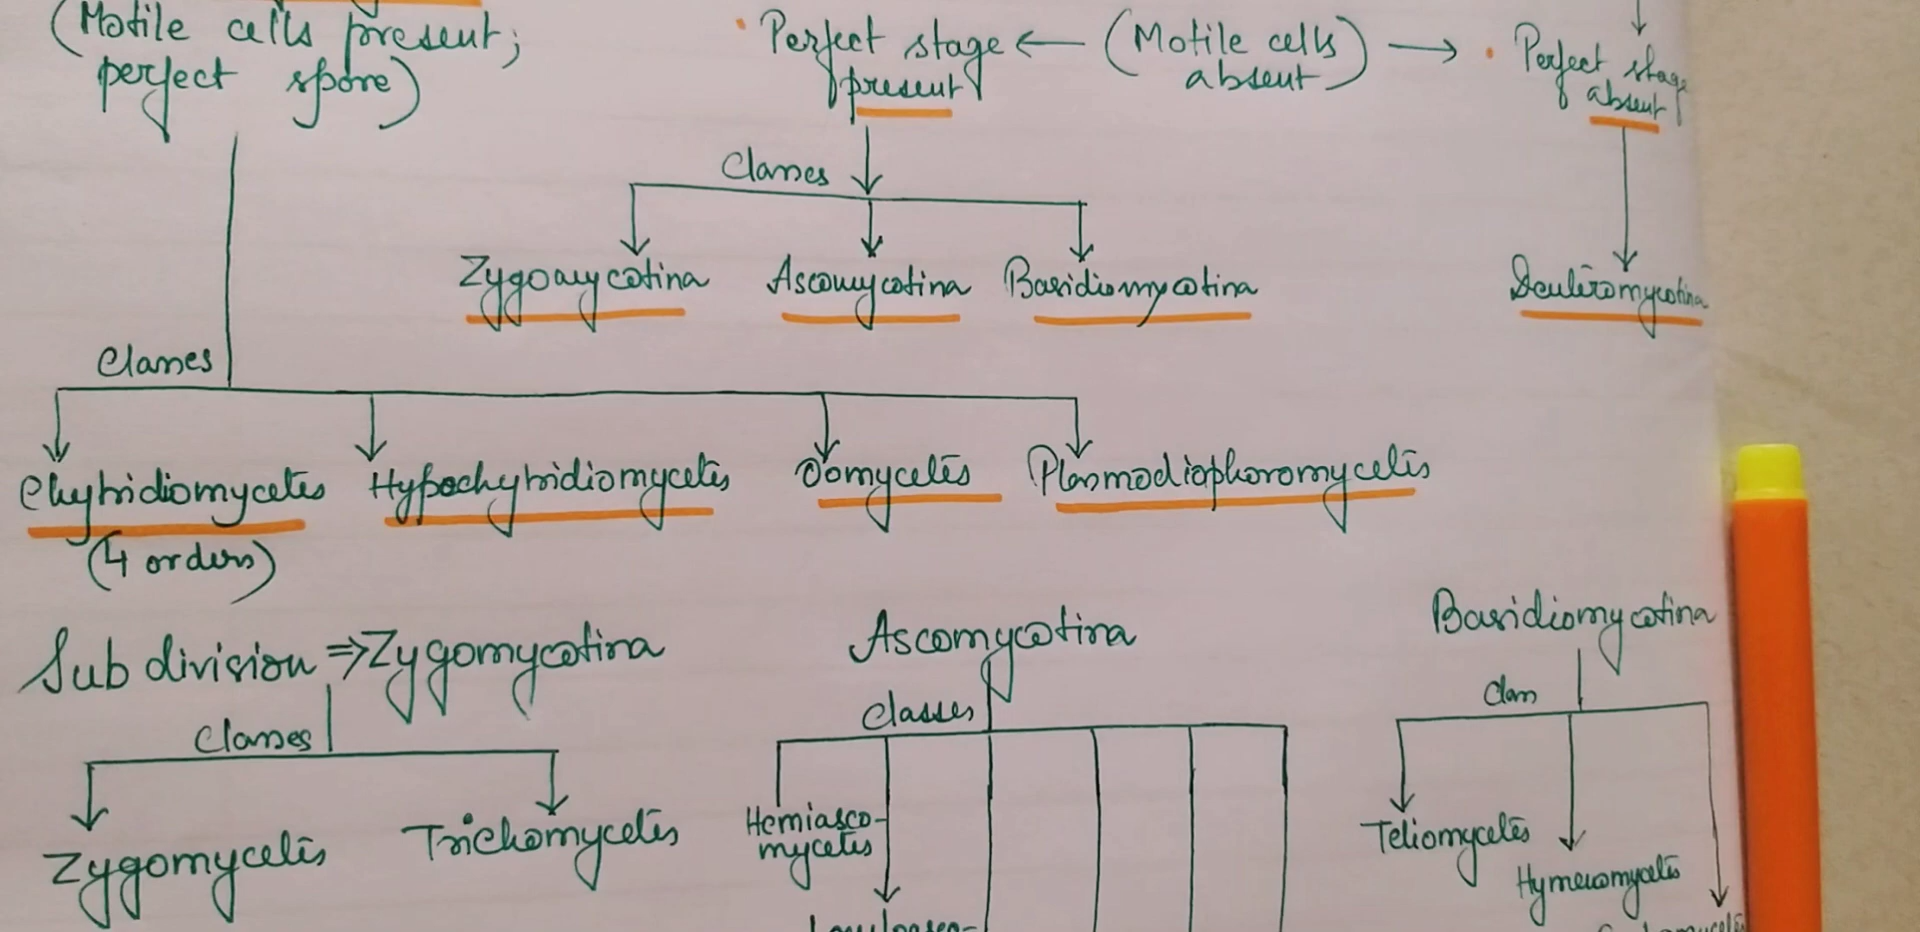 (Motile cells present;
perfect spore)
Perfect stage ← (Motile cells → Perfect stage
present absent) absent
Classes
Zygomycotina Ascomycotina Basidiomycotina Deuteromycotina
Classes
Chytridiomycetes Hypochytridiomycetes Oomycetes Plasmodiophoromycetes
(4 orders)
Sub division ⇒ Zygomycotina Ascomycotina Basidiomycotina
Classes Classes Class
Zygomycetes Trichomycetes Hemiasco-
mycetes Teliomycetes
Hymenomycetes